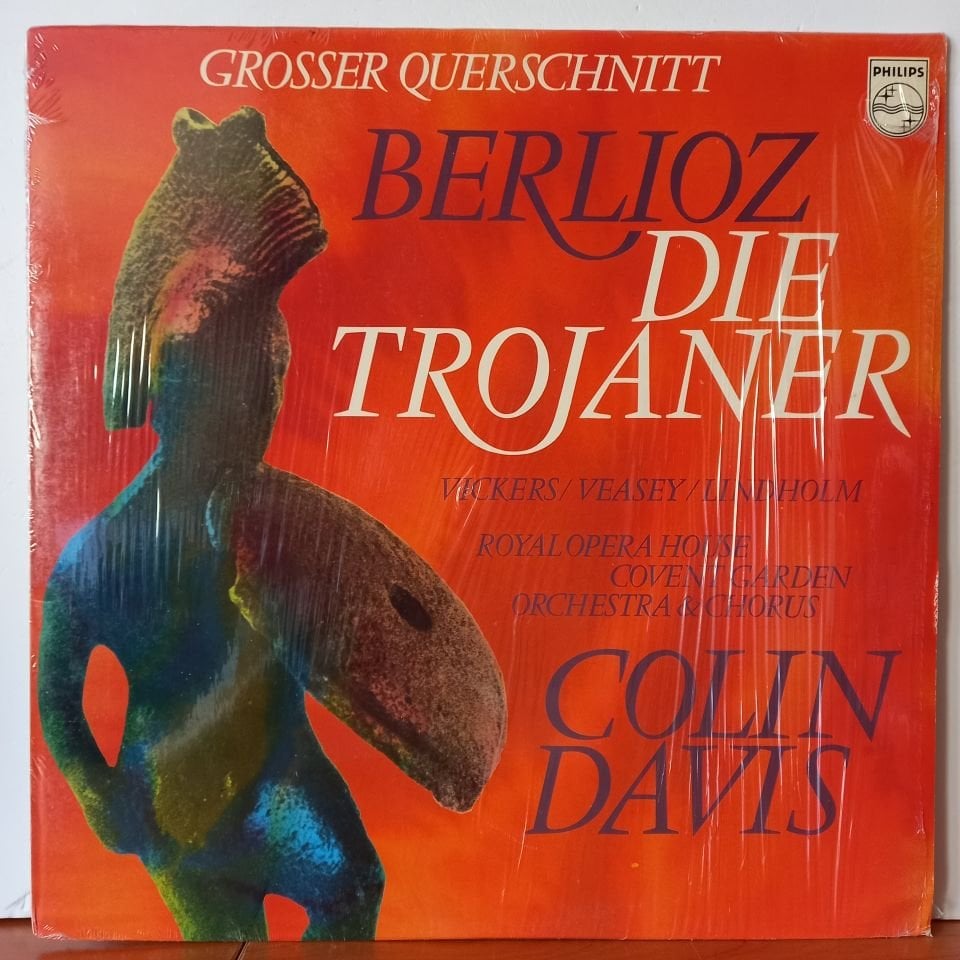 GROSSER QUERSCHNITT
PHILIPS
BERLIOZ
DIE
TROJANER
VICKERS/VEASEY/LINDHOLM
ROYAL OPERA HOUSE
COVENT GARDEN
ORCHESTRA & CHORUS
COLIN
DAVIS